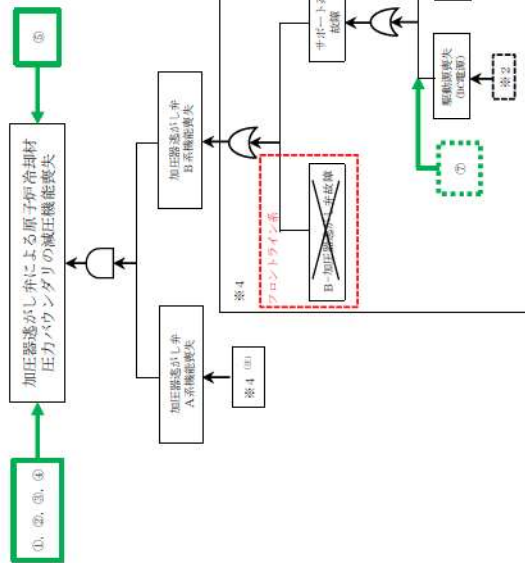 ①，②，③，④
加圧器逃がし弁による原子炉冷却材
圧力バウンダリの減圧機能喪失
⑤
加圧器逃がし弁
A系機能喪失
加圧器逃がし弁
B系機能喪失
※4（注）
※4
フロントライン系
B-加圧器逃がし弁故障
サポート
故障
駆動源喪失
(DC電源)
⑦
※2